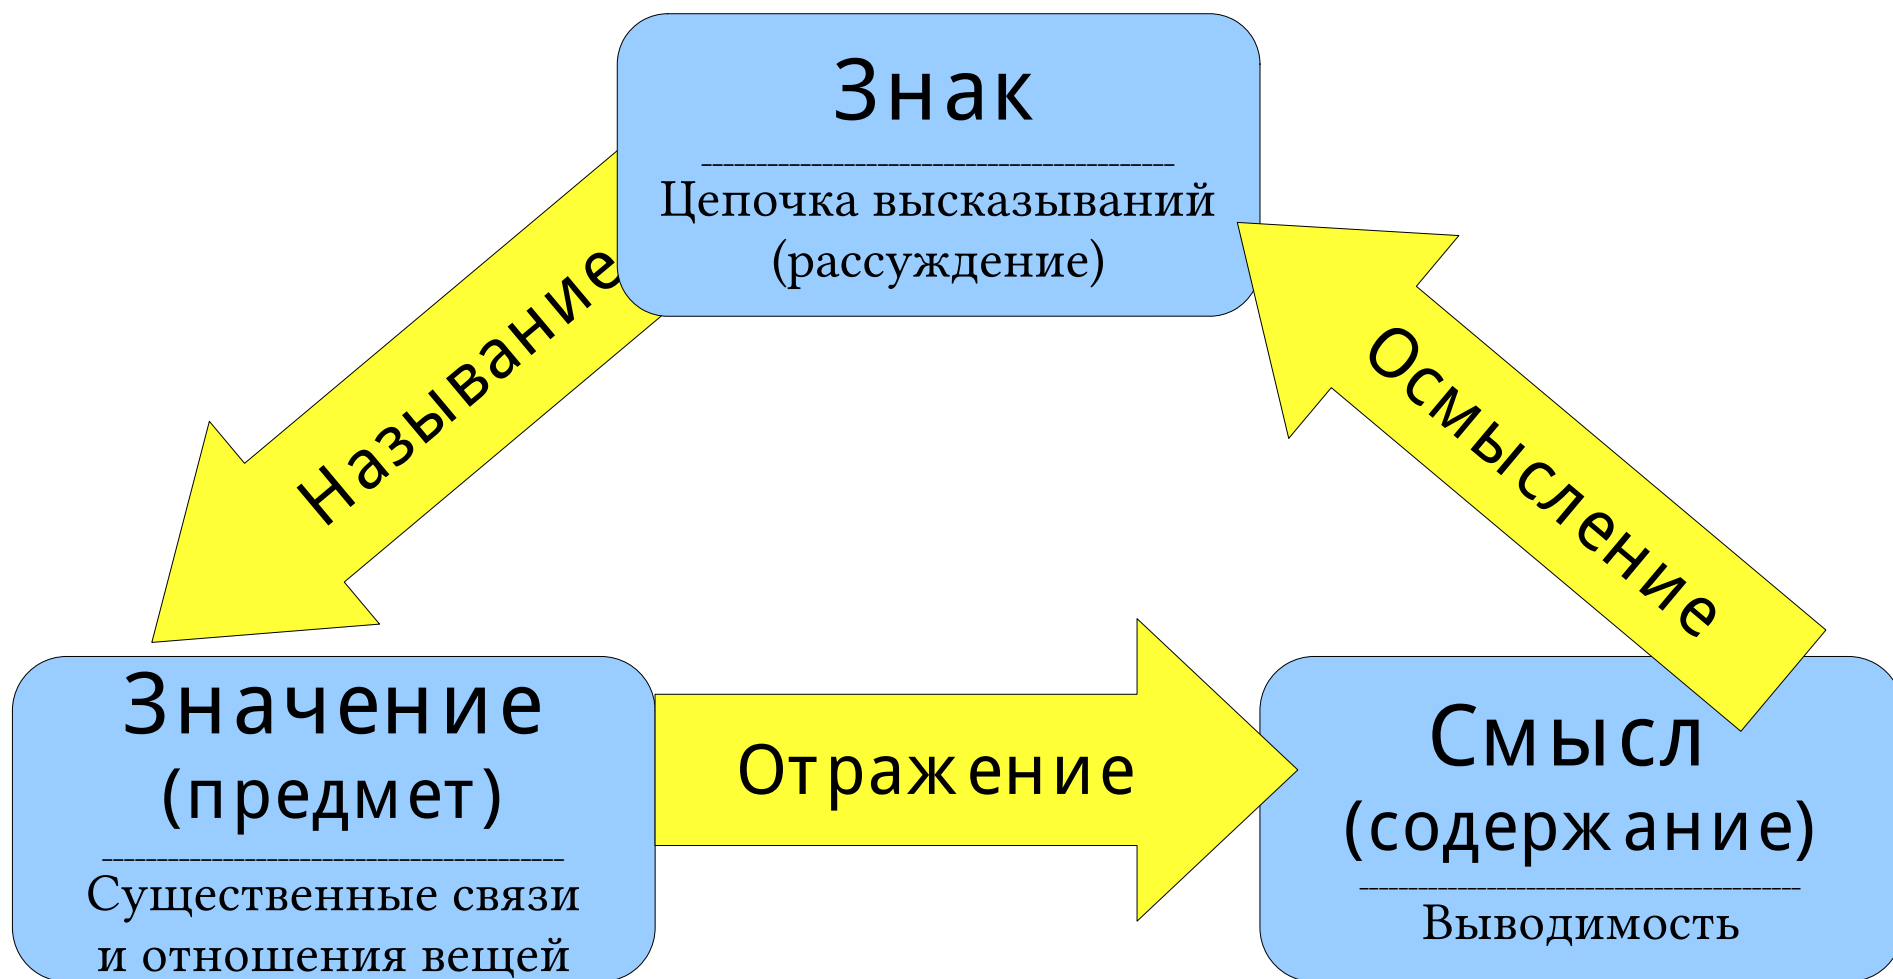 Знак
Цепочка высказываний
(рассуждение)
Называние
Осмысление
Значение
(предмет)
Существенные связи
и отношения вещей
Отражение
Смысл
(содержание)
Выводимость